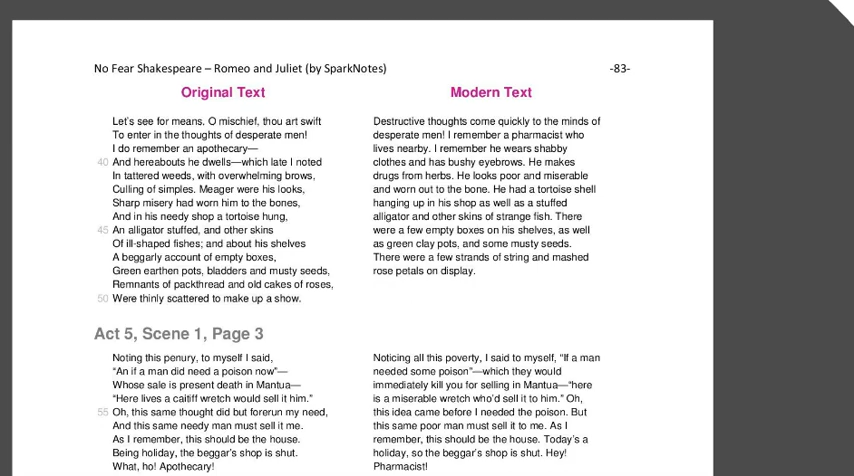 No Fear Shakespeare – Romeo and Juliet (by SparkNotes) -83-
Original Text
Let's see for means. O mischief, thou art swift
To enter in the thoughts of desperate men!
I do remember an apothecary—
40 And hereabouts he dwells—which late I noted
In tattered weeds, with overwhelming brows,
Culling of simples. Meager were his looks,
Sharp misery had worn him to the bones,
And in his needy shop a tortoise hung,
45 An alligator stuffed, and other skins
Of ill-shaped fishes; and about his shelves
A beggarly account of empty boxes,
Green earthen pots, bladders and musty seeds,
Remnants of packthread and old cakes of roses,
50 Were thinly scattered to make up a show.
Modern Text
Destructive thoughts come quickly to the minds of
desperate men! I remember a pharmacist who
lives nearby. I remember he wears shabby
clothes and has bushy eyebrows. He makes
drugs from herbs. He looks poor and miserable
and worn out to the bone. He had a tortoise shell
hanging up in his shop as well as a stuffed
alligator and other skins of strange fish. There
were a few empty boxes on his shelves, as well
as green clay pots, and some musty seeds.
There were a few strands of string and mashed
rose petals on display.
Act 5, Scene 1, Page 3
Noting this penury, to myself I said,
“An if a man did need a poison now”—
Whose sale is present death in Mantua—
“Here lives a caitiff wretch would sell it him.”
55 Oh, this same thought did but forerun my need,
And this same needy man must sell it me.
As I remember, this should be the house.
Being holiday, the beggar's shop is shut.
What, ho! Apothecary!
Noticing all this poverty, I said to myself, “If a man
needed some poison”—which they would
immediately kill you for selling in Mantua—“here
is a miserable wretch who'd sell it to him.” Oh,
this idea came before I needed the poison. But
this same poor man must sell it to me. As I
remember, this should be the house. Today's a
holiday, so the beggar's shop is shut. Hey!
Pharmacist!